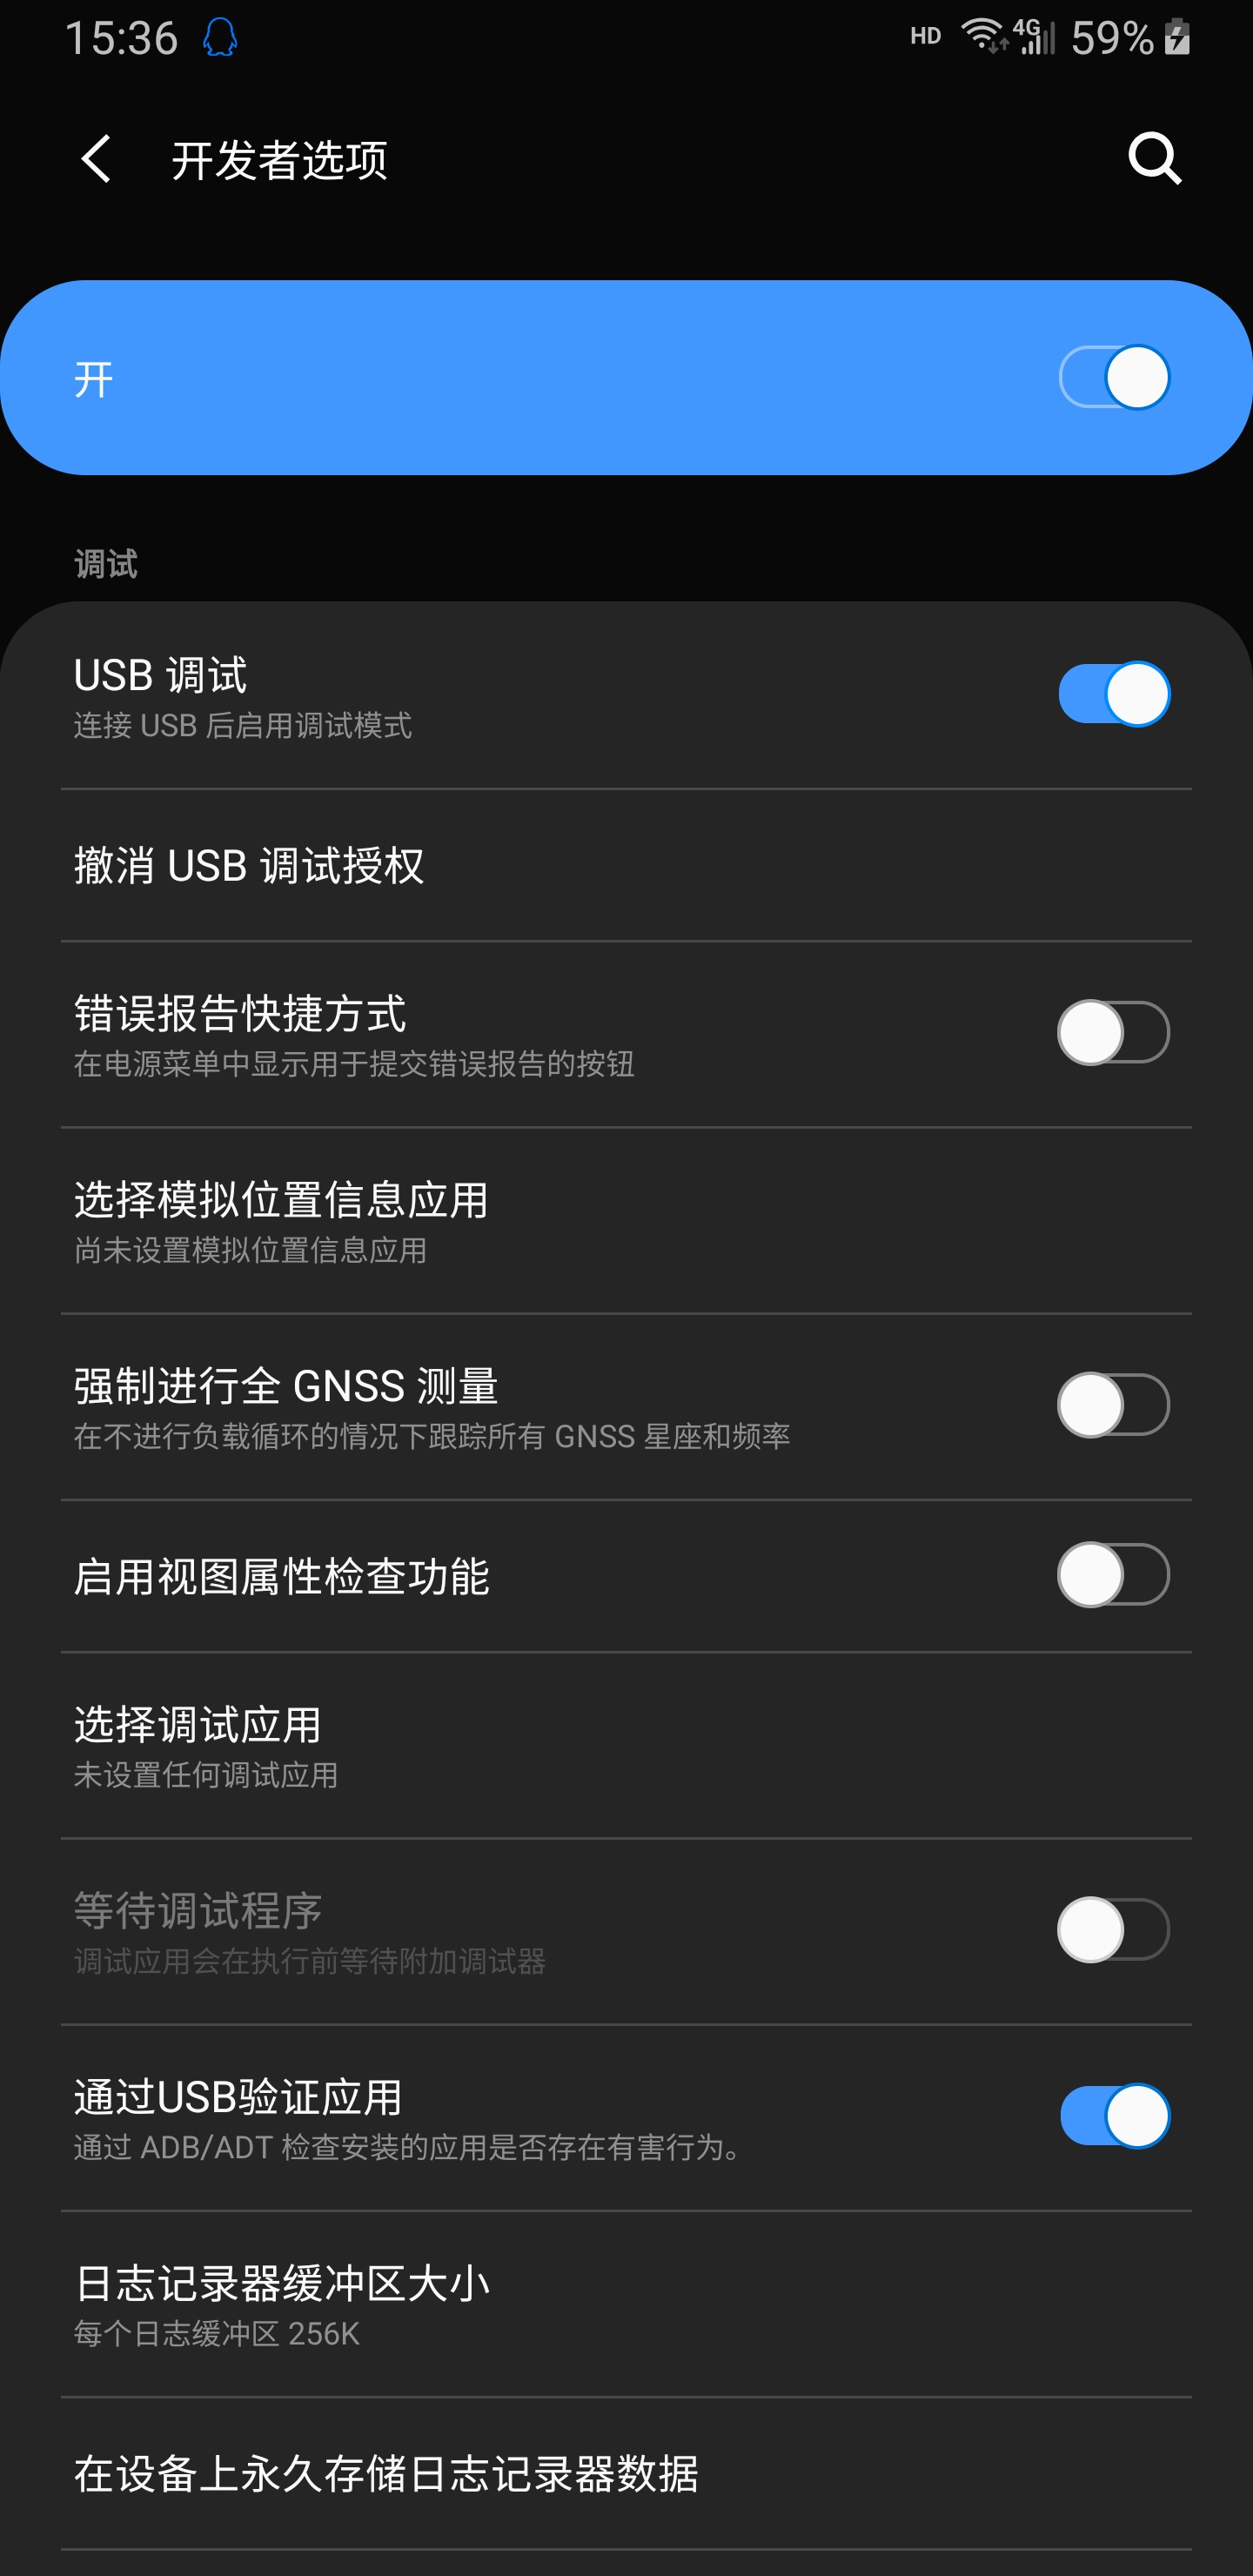 15:36 HD 4G 59%
开发者选项
开
调试
USB 调试
连接 USB 后启用调试模式
撤消 USB 调试授权
错误报告快捷方式
在电源菜单中显示用于提交错误报告的按钮
选择模拟位置信息应用
尚未设置模拟位置信息应用
强制进行全 GNSS 测量
在不进行负载循环的情况下跟踪所有 GNSS 星座和频率
启用视图属性检查功能
选择调试应用
未设置任何调试应用
等待调试程序
调试应用会在执行前等待附加调试器
通过USB验证应用
通过 ADB/ADT 检查安装的应用是否存在有害行为。
日志记录器缓冲区大小
每个日志缓冲区 256K
在设备上永久存储日志记录器数据